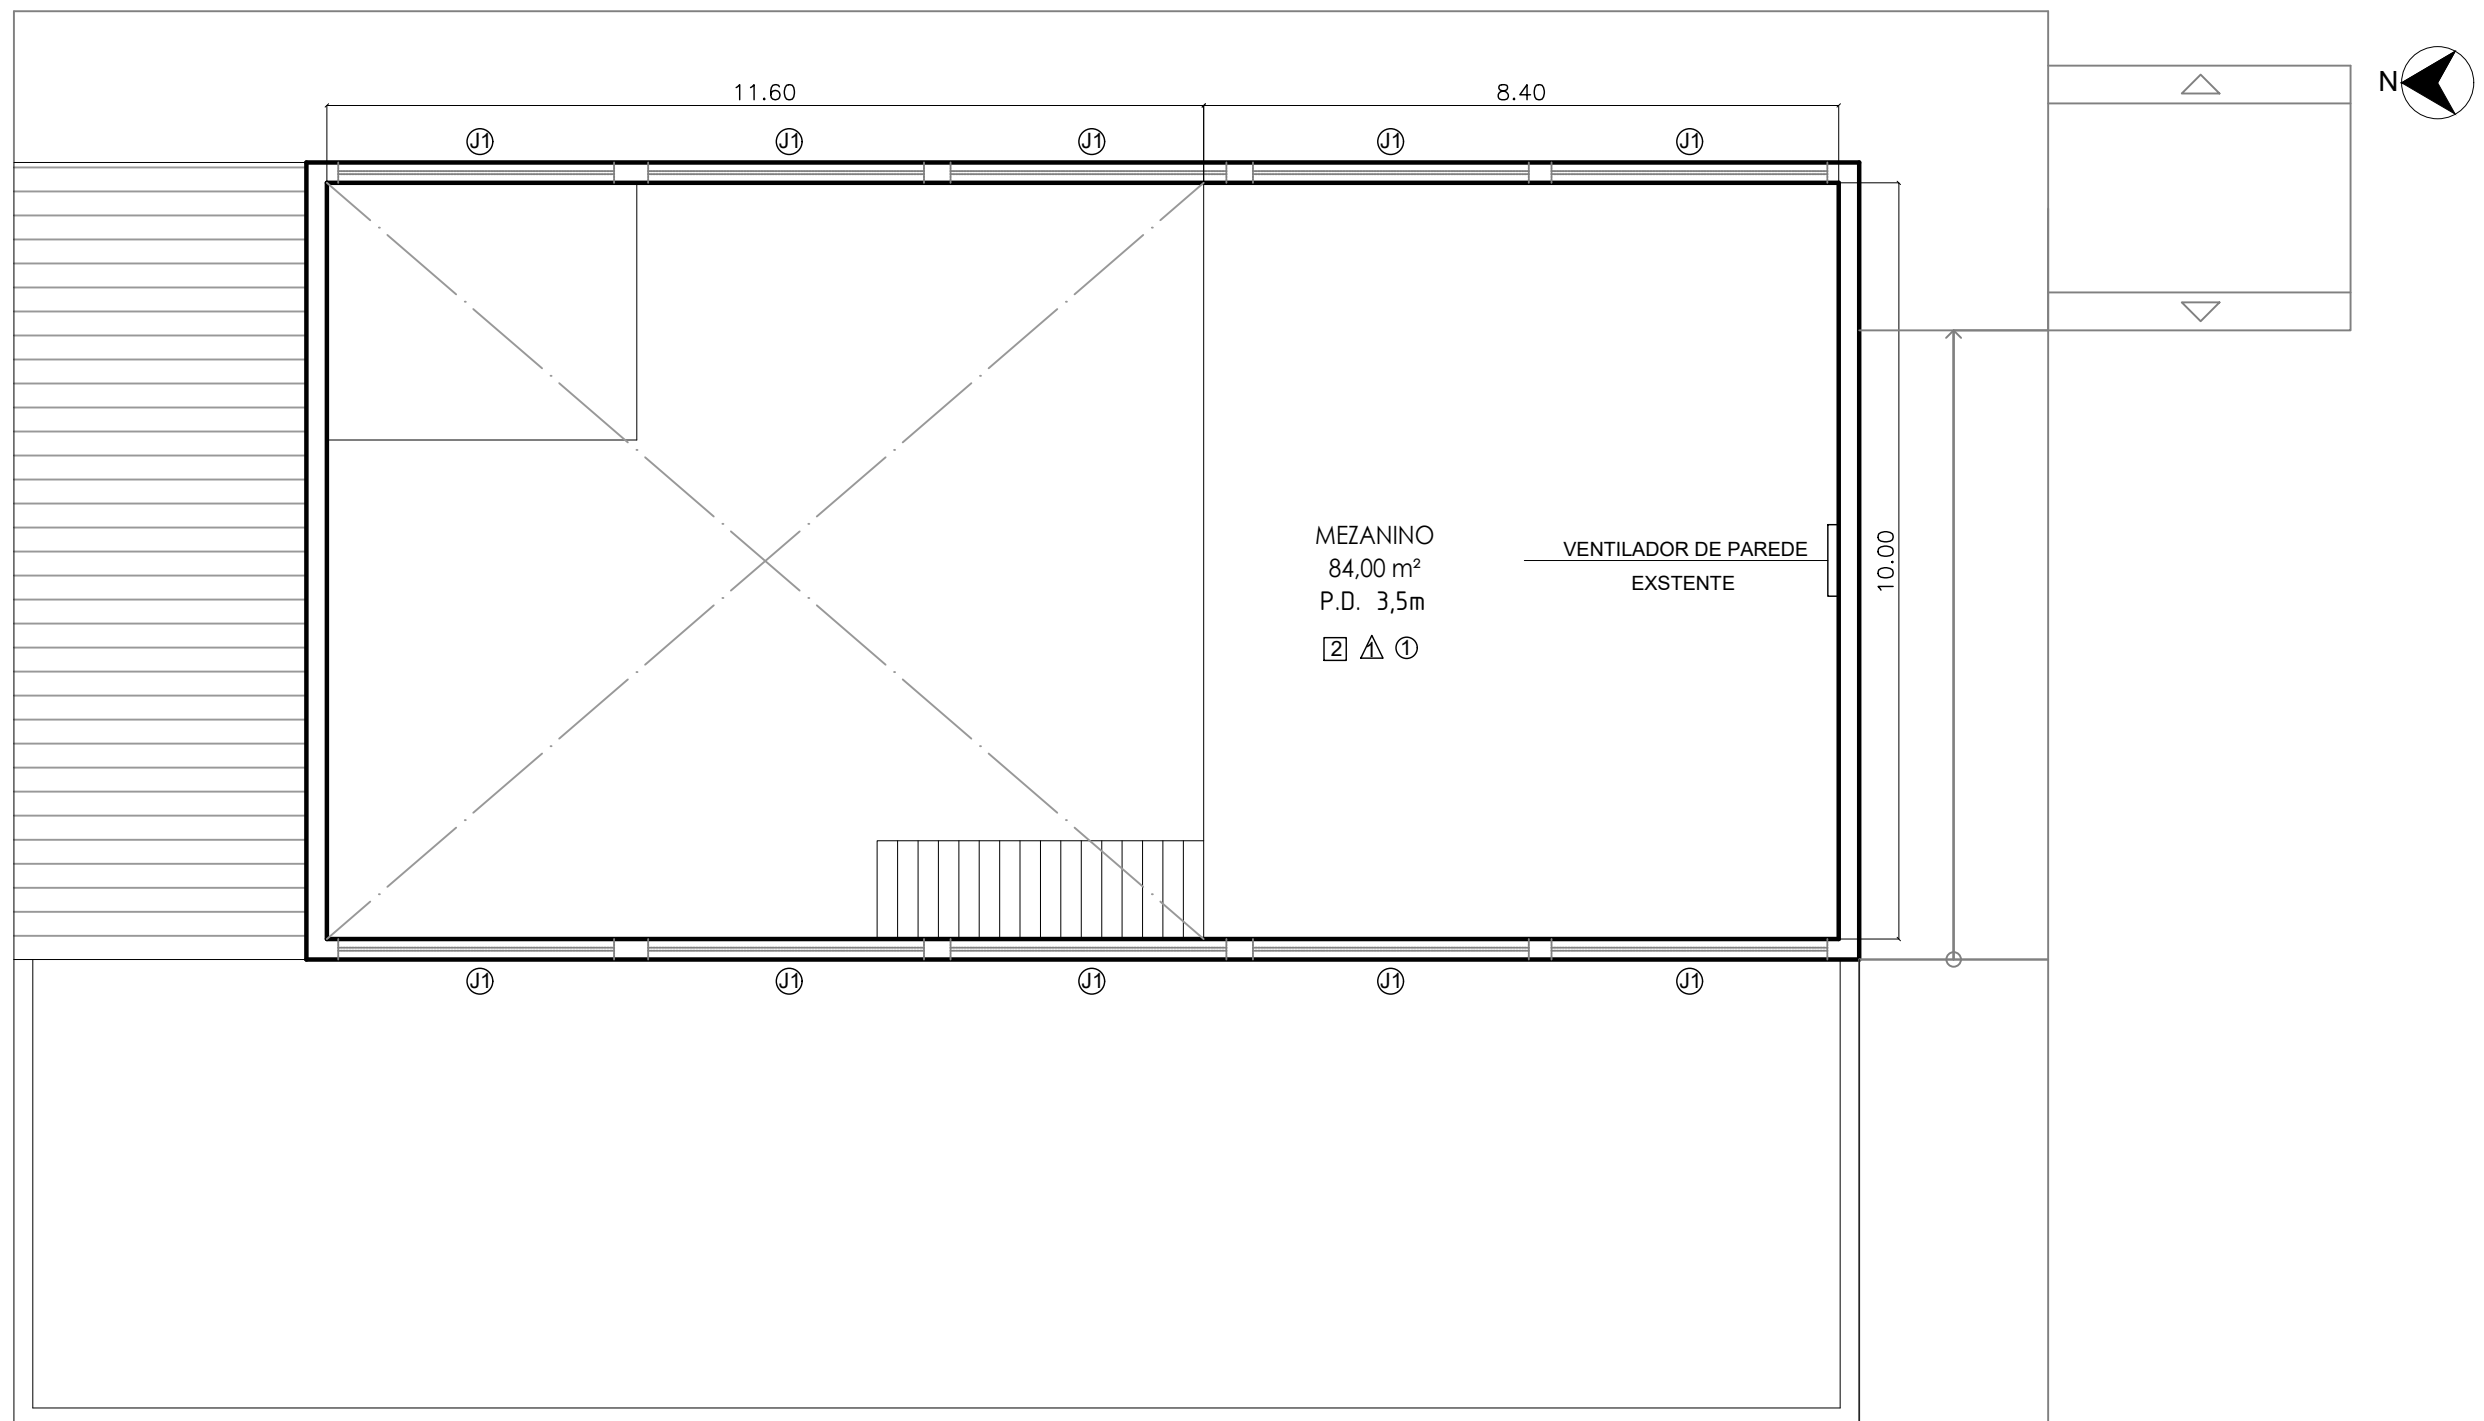 N
11.60
8.40
J1 J1 J1 J1 J1
MEZANINO
84,00 m²
P.D. 3,5m
2 1 1
VENTILADOR DE PAREDE
EXSTENTE
10.00
J1 J1 J1 J1 J1